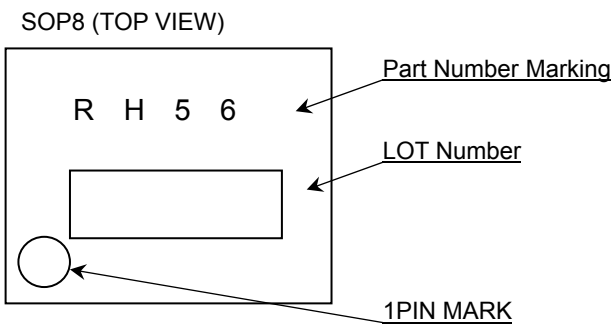 SOP8 (TOP VIEW)
Part Number Marking
R H 5 6
LOT Number
1PIN MARK